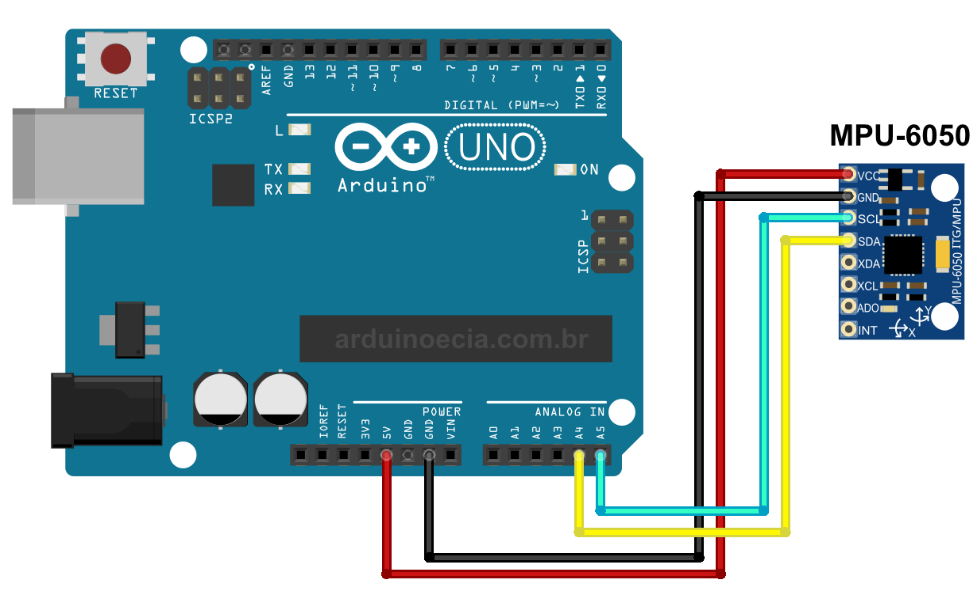 MPU-6050
RESET
ICSP2
AREF
GND
13
12
~11
~10
~9
8
7
~6
~5
4
~3
2
TX0 ▶ 1
RX0 ◀ 0
DIGITAL (PWM=~)
L
TX
RX
UNO
Arduino™
ON
1
ICSP
VCC
GND
SCL
SDA
XDA
XCL
ADO
INT
MPU-6050 ITG/MPU
Y
X
arduinoecia.com.br
POWER
ANALOG IN
IOREF
RESET
3V3
5V
GND
GND
VIN
A0
A1
A2
A3
A4
A5